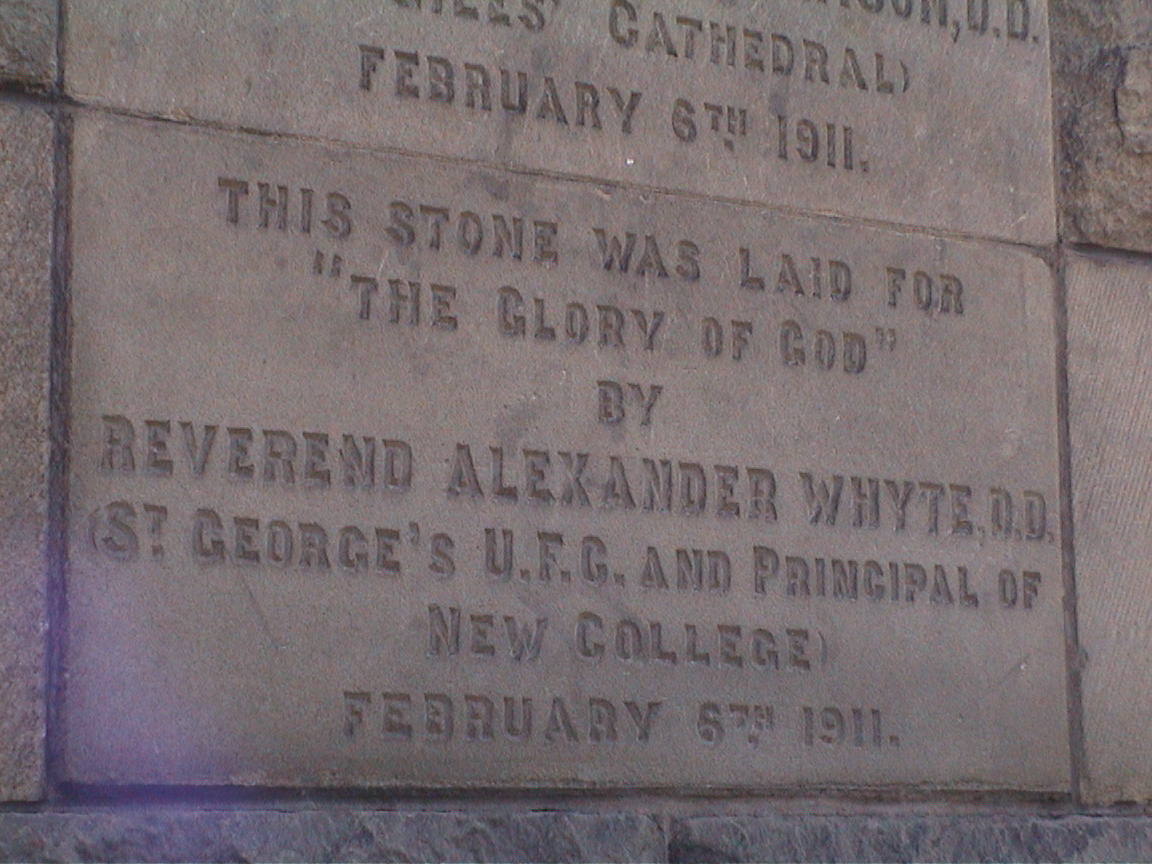 GILES' CATHEDRAL)
FEBRUARY 6TH 1911.
THIS STONE WAS LAID FOR
"THE GLORY OF GOD"
BY
REVEREND ALEXANDER WHYTE, D.D.
(ST GEORGE'S U.F.C. AND PRINCIPAL OF
NEW COLLEGE)
FEBRUARY 6TH 1911.